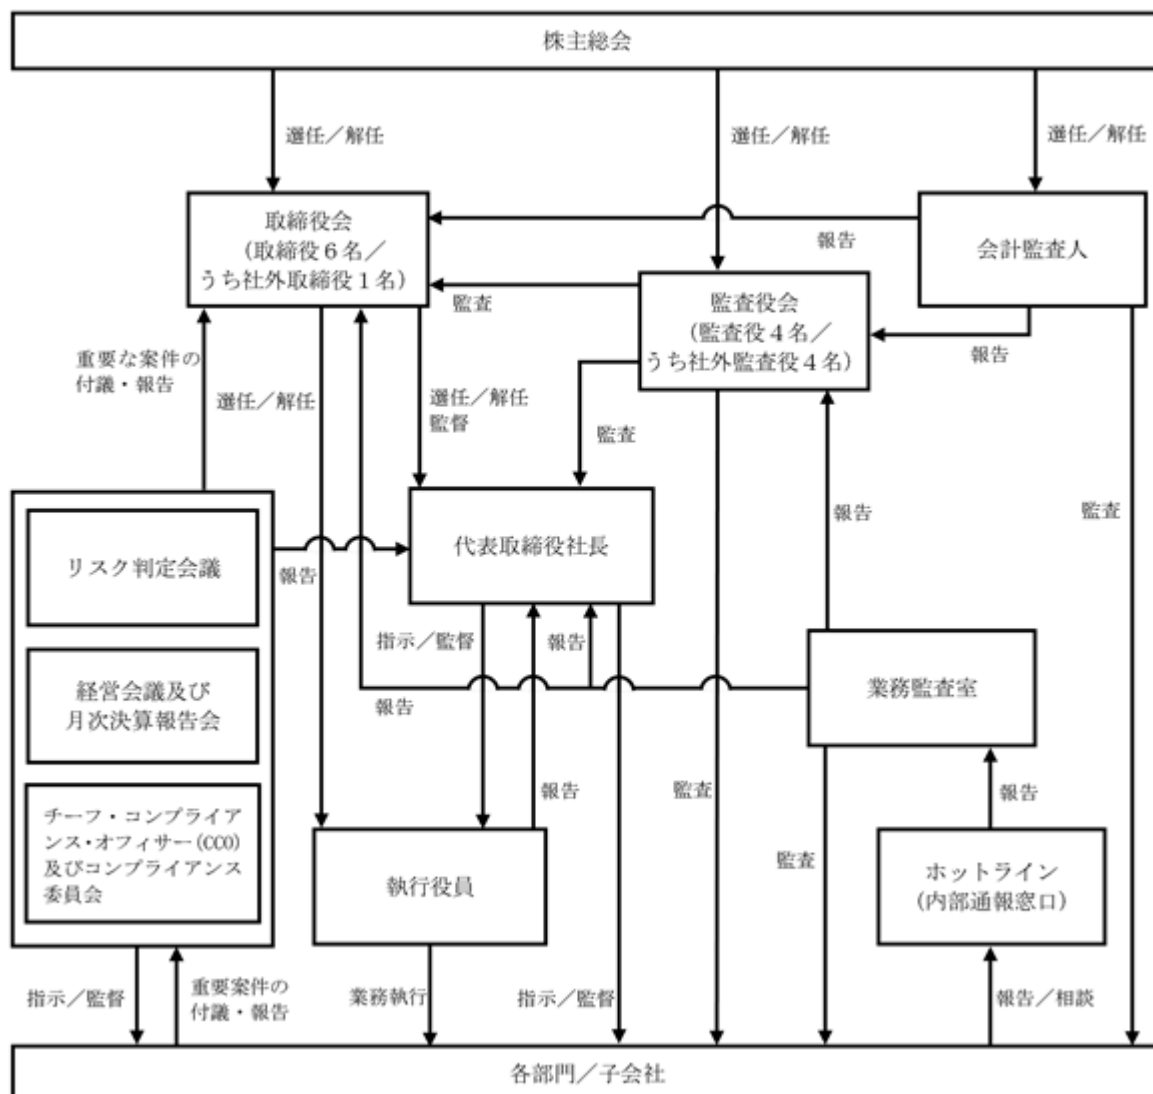 株主総会
選任／解任
選任／解任
選任／解任
取締役会
（取締役６名／
うち社外取締役１名）
報告
会計監査人
監査
監査役会
（監査役４名／
うち社外監査役４名）
報告
重要な案件の
付議・報告
選任／解任
選任／解任
監督
監査
報告
監査
リスク判定会議
報告
代表取締役社長
指示／監督
報告
業務監査室
経営会議及び
月次決算報告会
報告
チーフ・コンプライア
ンス・オフィサー(CCO)
及びコンプライアンス
委員会
報告
監査
報告
執行役員
監査
ホットライン
（内部通報窓口）
指示／監督
重要案件の
付議・報告
業務執行
指示／監督
報告／相談
各部門／子会社